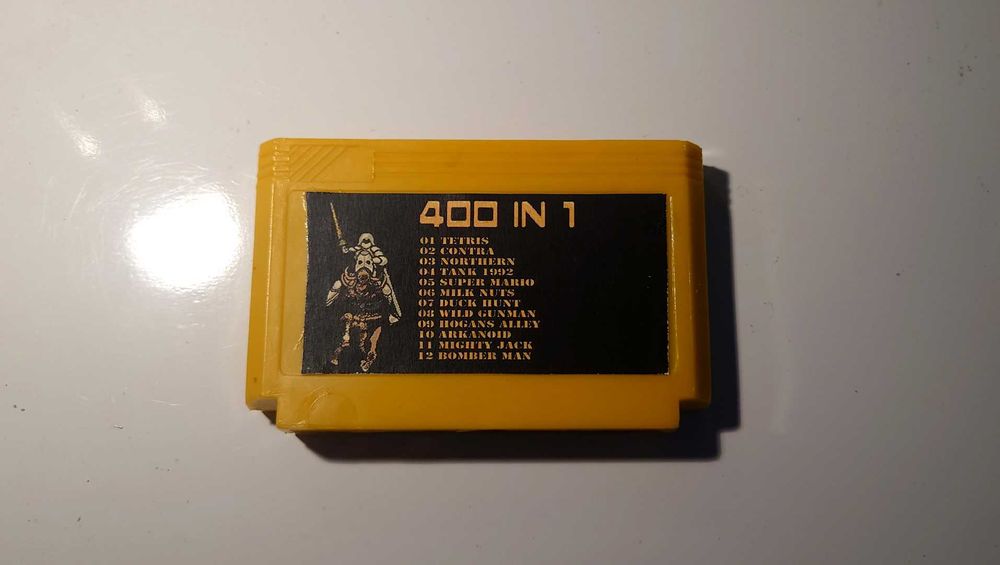 400 IN 1
01 TETRIS
02 CONTRA
03 NORTHERN
04 TANK 1992
05 SUPER MARIO
06 MILK NUTS
07 DUCK HUNT
08 WILD GUNMAN
09 HOGANS ALLEY
10 ARKANOID
11 MIGHTY JACK
12 BOMBER MAN